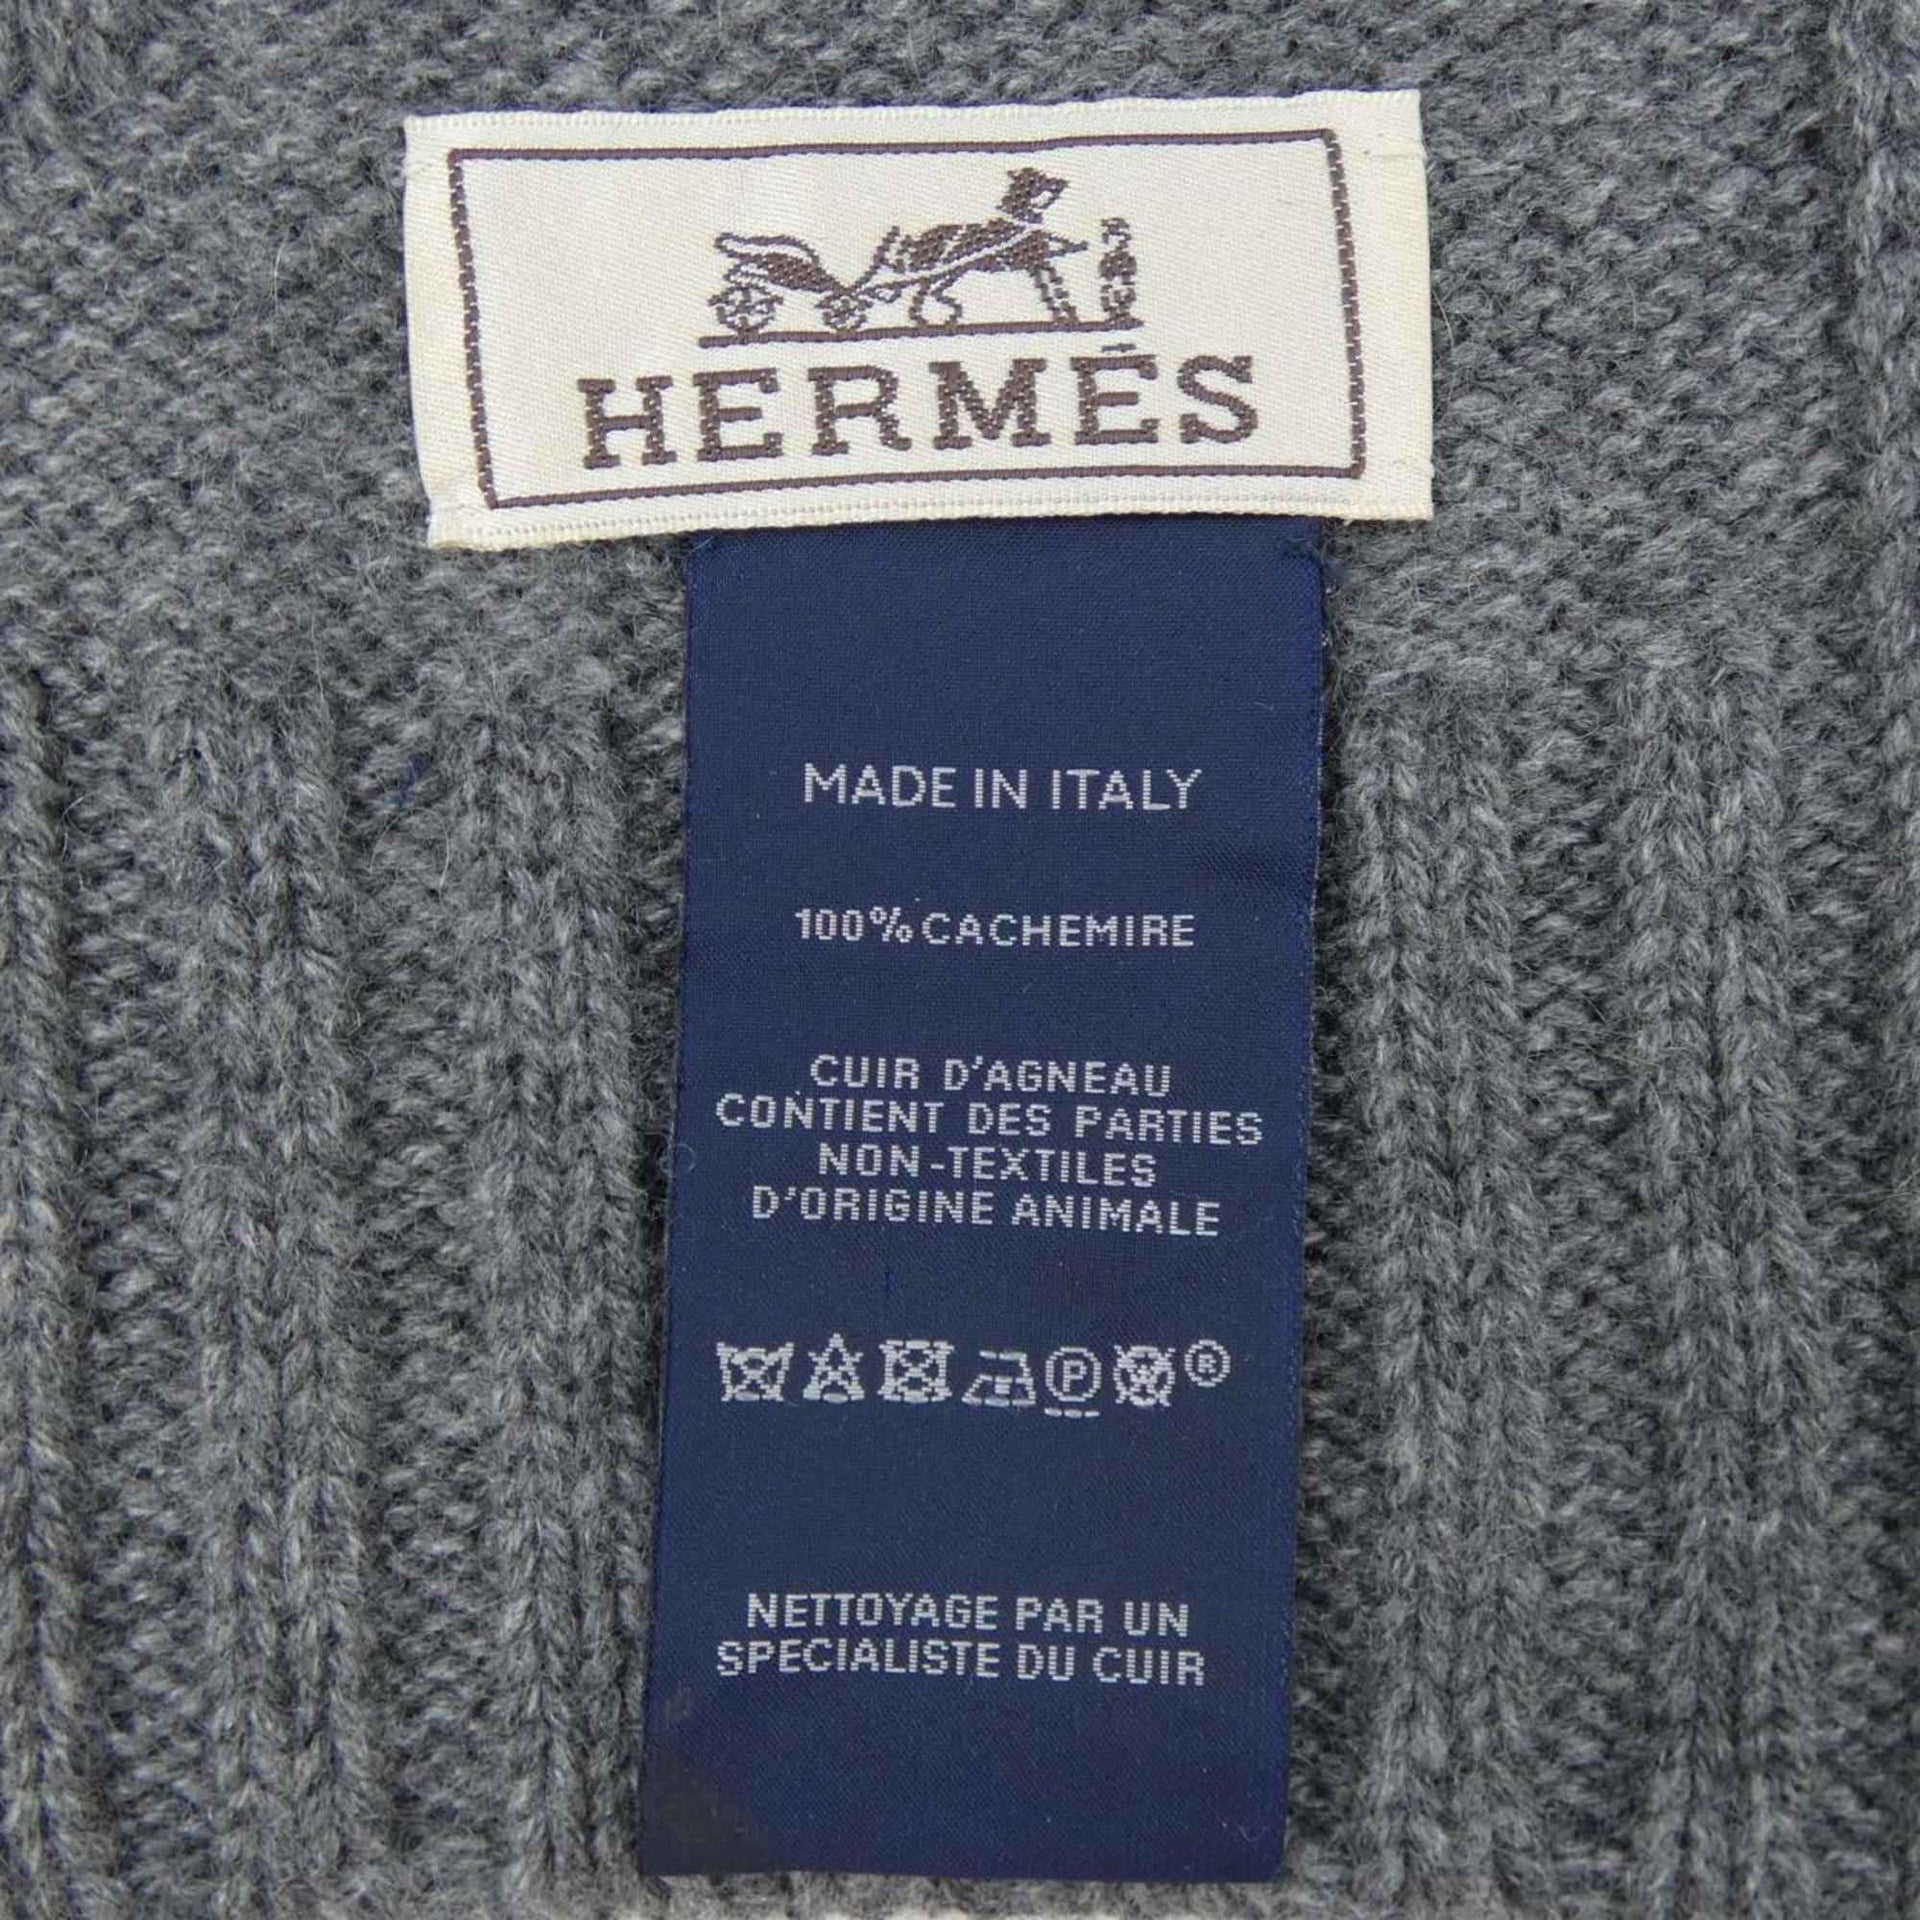 HERMÈS
MADE IN ITALY
100% CACHEMIRE
CUIR D'AGNEAU
CONTIENT DES PARTIES
NON-TEXTILES
D'ORIGINE ANIMALE
P ®
NETTOYAGE PAR UN
SPECIALISTE DU CUIR